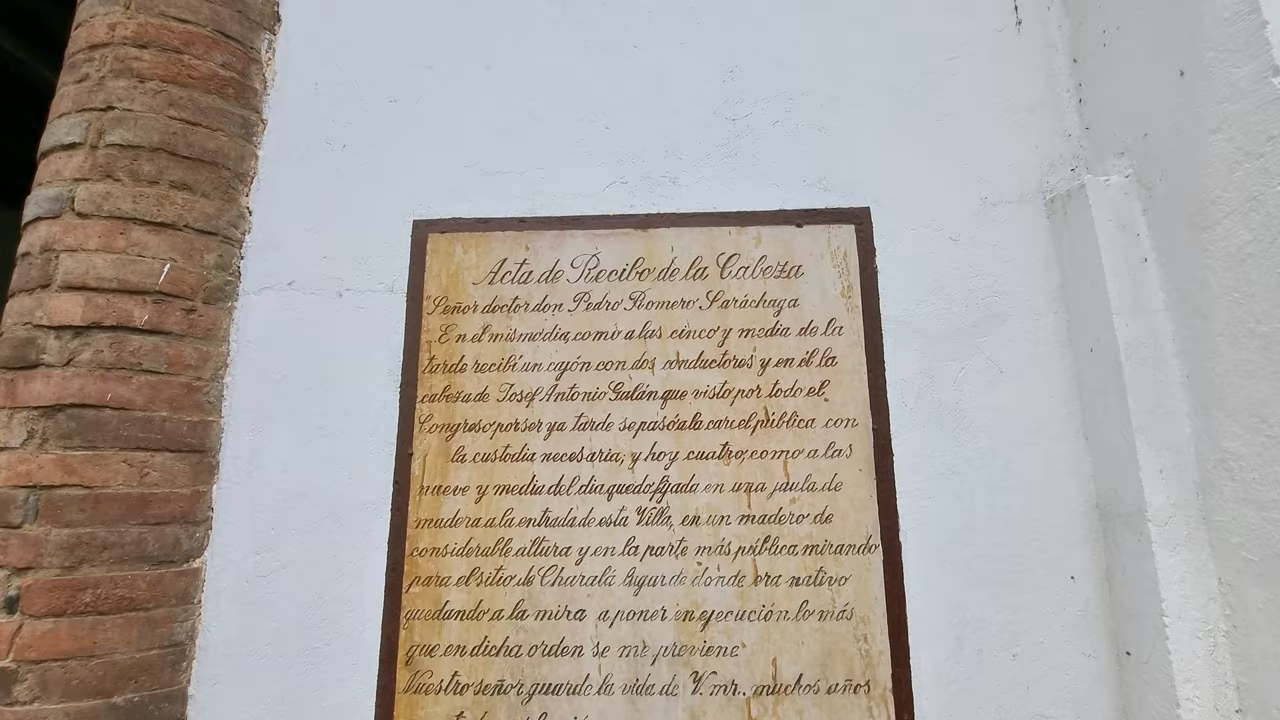 Acta de Recibo de la Cabeza
"Señor doctor don Pedro Romero Saráchaga
En el mismo dia, como a las cinco y media de la
tarde recibí un cajón con dos conductores y en él la
cabeza de Josef Antonio Galán que visto por todo el
Congreso por ser ya tarde se pasó a la carcel pública con
la custodia necesaria; y hoy cuatro, como a las
nueve y media del dia quedo fijada en una jaula de
madera a la entrada de esta Villa, en un madero de
considerable altura y en la parte más pública, mirando
para el sitio de Charalá lugar de donde era nativo
quedando a la mira a poner en ejecución lo más
que en dicha orden se me previene
Nuestro señor guarde la vida de V. mr. muchos años